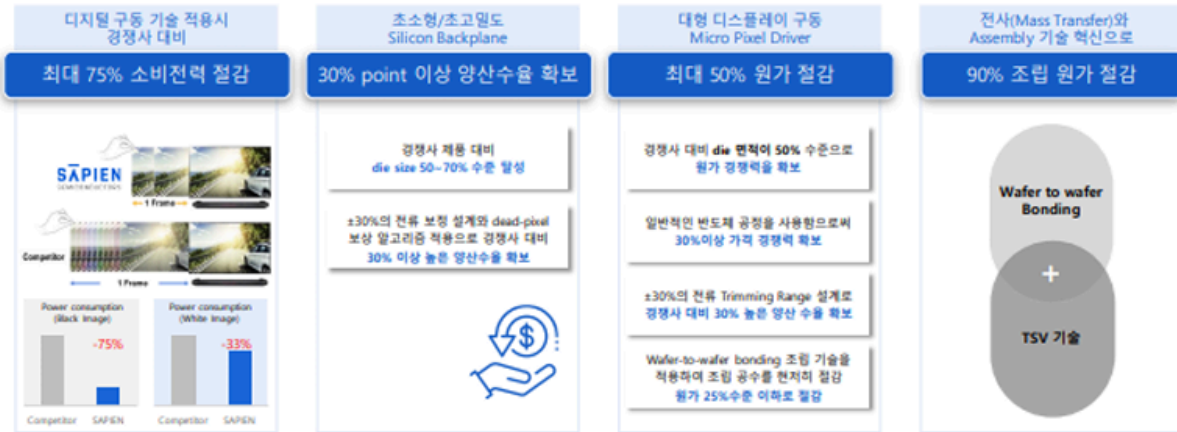 디지털 구동 기술 적용시
경쟁사 대비
최대 75% 소비전력 절감
SAPIEN
1 Frame
Competitor
1 Frame
Power consumption
(Black Image)
-75%
Competitor
SAPIEN
Power consumption
(White Image)
-33%
Competitor
SAPIEN
초소형/초고밀도
Silicon Backplane
30% point 이상 양산수율 확보
경쟁사 제품 대비
die size 50~70% 수준 달성
±30%의 전류 보정 설계와 dead-pixel
보상 알고리즘 적용으로 경쟁사 대비
30% 이상 높은 양산수율 확보
대형 디스플레이 구동
Micro Pixel Driver
최대 50% 원가 절감
경쟁사 대비 die 면적이 50% 수준으로
원가 경쟁력을 확보
일반적인 반도체 공정을 사용함으로써
30%이상 가격 경쟁력 확보
±30%의 전류 Trimming Range 설계로
경쟁사 대비 30% 높은 양산 수율 확보
Wafer-to-wafer bonding 조립 기술을
적용하여 조립 공수를 현저히 절감
원가 25%수준 이하로 절감
전사(Mass Transfer)와
Assembly 기술 혁신으로
90% 조립 원가 절감
Wafer to wafer
Bonding
+
TSV 기술